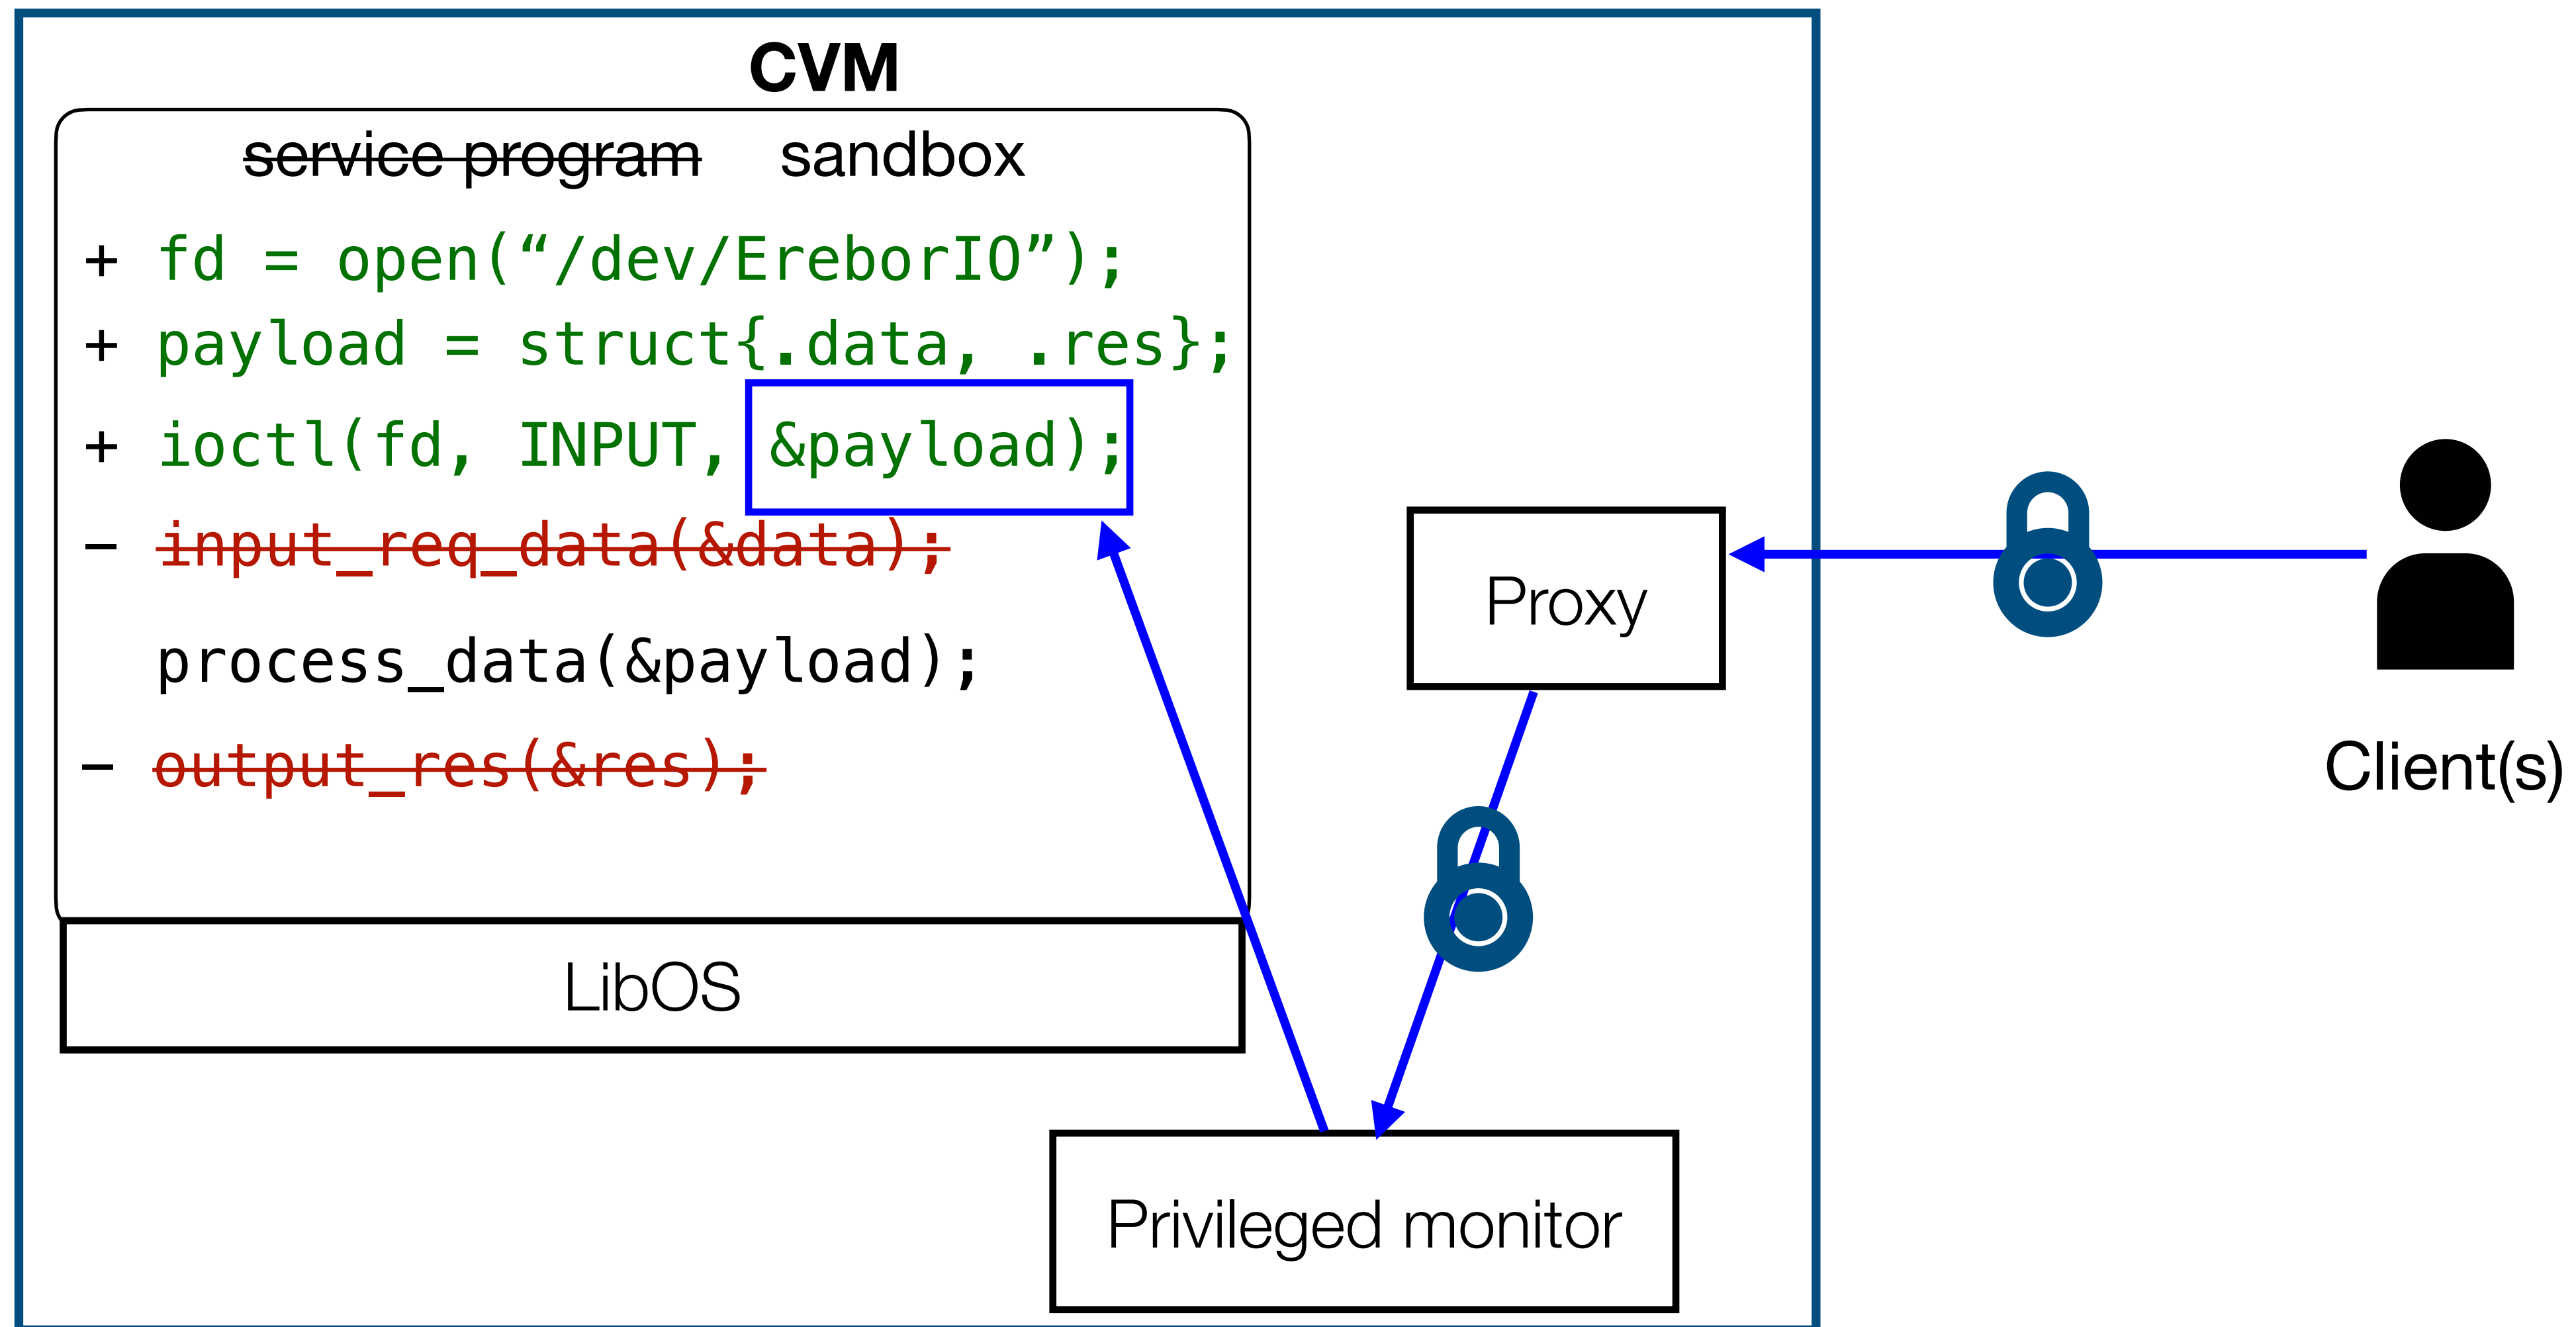 CVM
service program sandbox
+ fd = open(“/dev/EreborIO”);
+ payload = struct{.data, .res};
+ ioctl(fd, INPUT, &payload);
- input_req_data(&data);
process_data(&payload);
- output_res(&res);
LibOS
Proxy
Privileged monitor
Client(s)